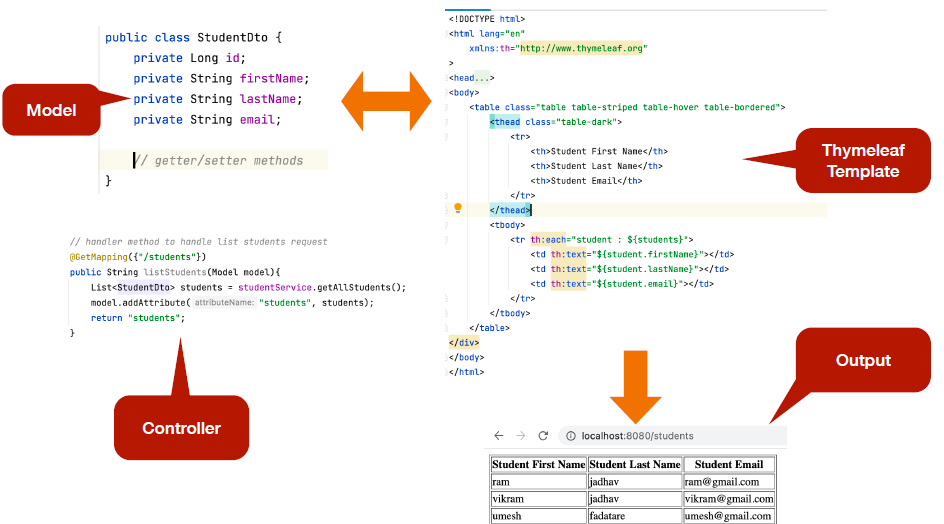 public class StudentDto {
private Long id;
private String firstName;
private String lastName;
private String email;
// getter/setter methods
}
Model
// handler method to handle list students request
@GetMapping({"/students"})
public String listStudents(Model model){
List<StudentDto> students = studentService.getAllStudents();
model.addAttribute( attributeName: "students", students);
return "students";
}
Controller
<!DOCTYPE html>
<html lang="en"
xmlns:th="http://www.thymeleaf.org"
>
<head...>
<body>
<table class="table table-striped table-hover table-bordered">
<thead class="table-dark">
<tr>
<th>Student First Name</th>
<th>Student Last Name</th>
<th>Student Email</th>
</tr>
</thead>
<tbody>
<tr th:each="student : ${students}">
<td th:text="${student.firstName}"></td>
<td th:text="${student.lastName}"></td>
<td th:text="${student.email}"></td>
</tr>
</tbody>
</table>
</div>
</body>
</html>
Thymeleaf
Template
Output
localhost:8080/students
Student First Name Student Last Name Student Email
ram jadhav ram@gmail.com
vikram jadhav vikram@gmail.com
umesh fadatare umesh@gmail.com